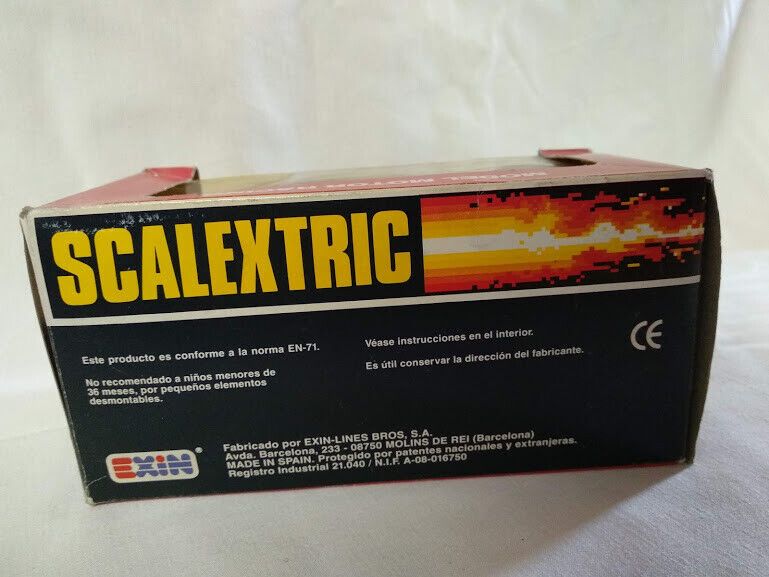 MODEL MOTOR RA
SCALEXTRIC
Este producto es conforme a la norma EN-71.
No recomendado a niños menores de
36 meses, por pequeños elementos
desmontables.
Véase instrucciones en el interior.
Es útil conservar la dirección del fabricante.
CE
EXIN®
Fabricado por EXIN-LINES BROS, S.A.
Avda. Barcelona, 233 - 08750 MOLINS DE REI (Barcelona)
MADE IN SPAIN. Protegido por patentes nacionales y extranjeras.
Registro Industrial 21.040 / N.I.F. A-08-016750